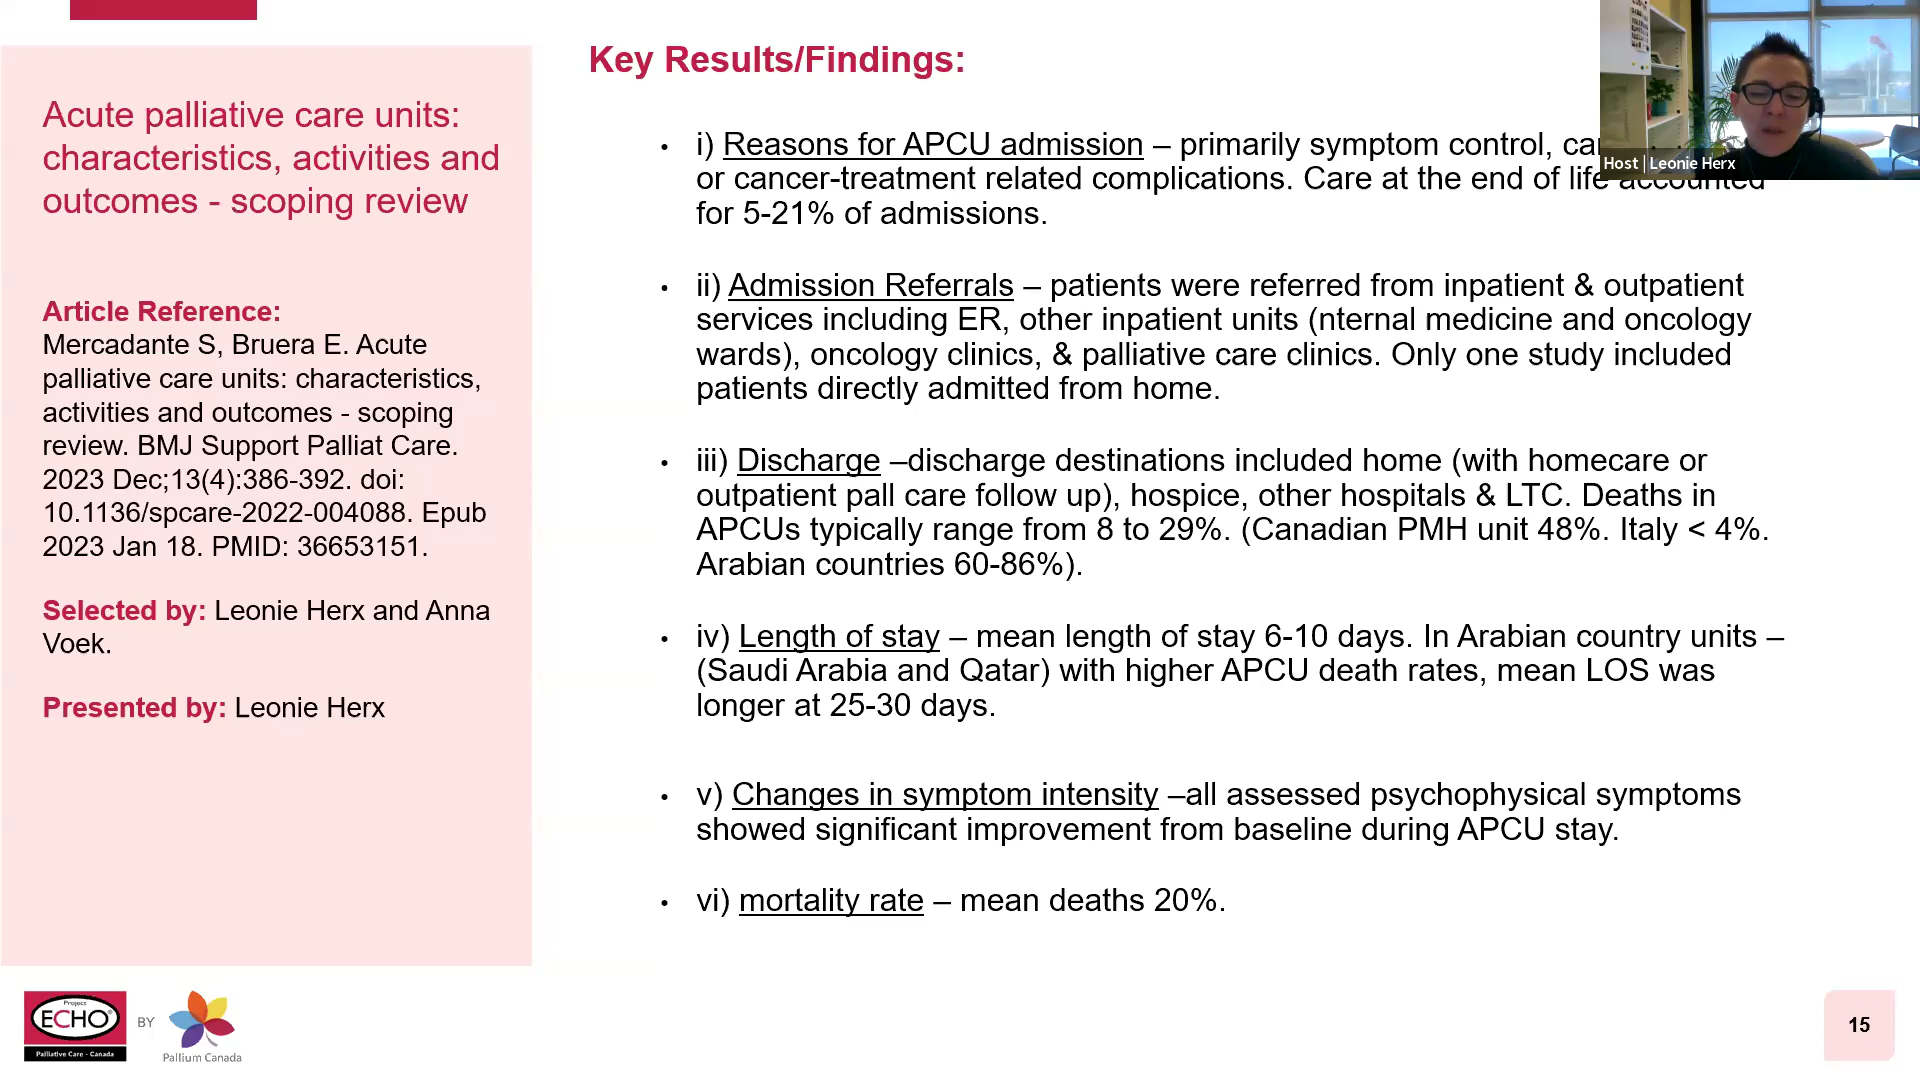 Key Results/Findings:
Acute palliative care units:
characteristics, activities and
outcomes - scoping review
Article Reference:
Mercadante S, Bruera E. Acute
palliative care units: characteristics,
activities and outcomes - scoping
review. BMJ Support Palliat Care.
2023 Dec;13(4):386-392. doi:
10.1136/spcare-2022-004088. Epub
2023 Jan 18. PMID: 36653151.
Selected by: Leonie Herx and Anna
Voek.
Presented by: Leonie Herx
• i) Reasons for APCU admission – primarily symptom control,
or cancer-treatment related complications. Care at the end of life accounted
for 5-21% of admissions.
• ii) Admission Referrals – patients were referred from inpatient & outpatient
services including ER, other inpatient units (nternal medicine and oncology
wards), oncology clinics, & palliative care clinics. Only one study included
patients directly admitted from home.
• iii) Discharge –discharge destinations included home (with homecare or
outpatient pall care follow up), hospice, other hospitals & LTC. Deaths in
APCUs typically range from 8 to 29%. (Canadian PMH unit 48%. Italy < 4%.
Arabian countries 60-86%).
• iv) Length of stay – mean length of stay 6-10 days. In Arabian country units –
(Saudi Arabia and Qatar) with higher APCU death rates, mean LOS was
longer at 25-30 days.
• v) Changes in symptom intensity –all assessed psychophysical symptoms
showed significant improvement from baseline during APCU stay.
• vi) mortality rate – mean deaths 20%.
Host | Leonie Herx
Project
ECHO®
Palliative Care - Canada
BY
Pallium Canada
15